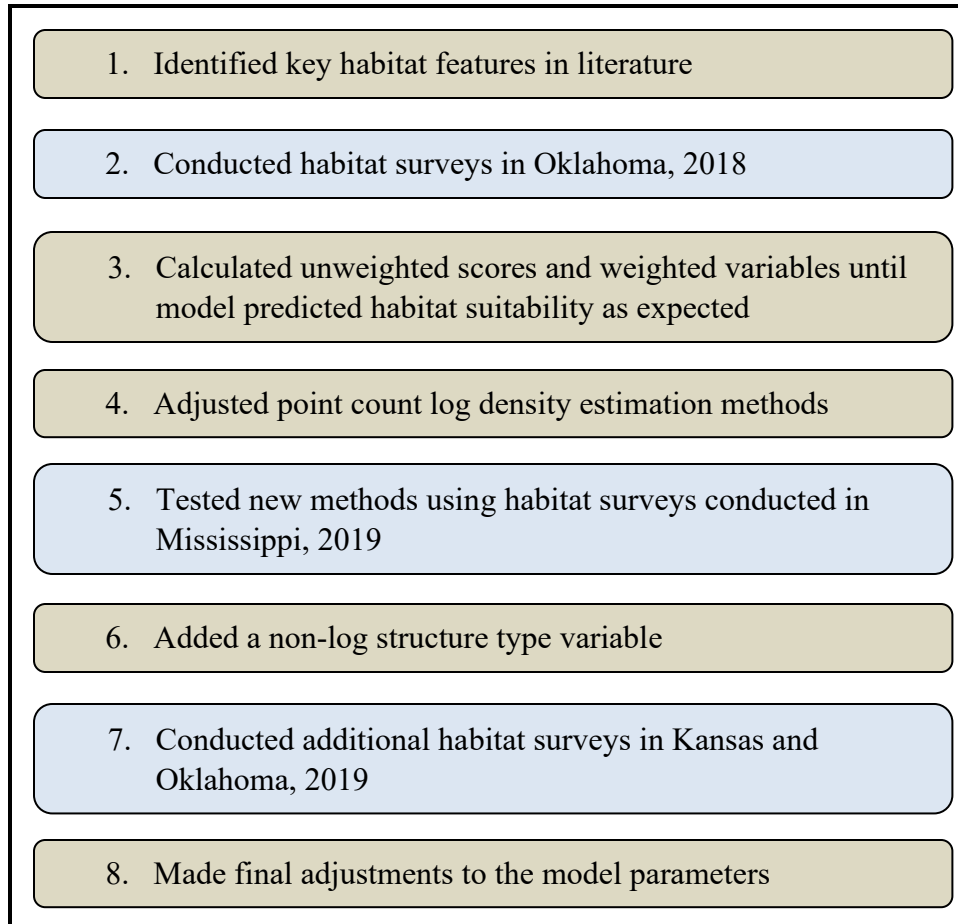 1. Identified key habitat features in literature
2. Conducted habitat surveys in Oklahoma, 2018
3. Calculated unweighted scores and weighted variables until
model predicted habitat suitability as expected
4. Adjusted point count log density estimation methods
5. Tested new methods using habitat surveys conducted in
Mississippi, 2019
6. Added a non-log structure type variable
7. Conducted additional habitat surveys in Kansas and
Oklahoma, 2019
8. Made final adjustments to the model parameters